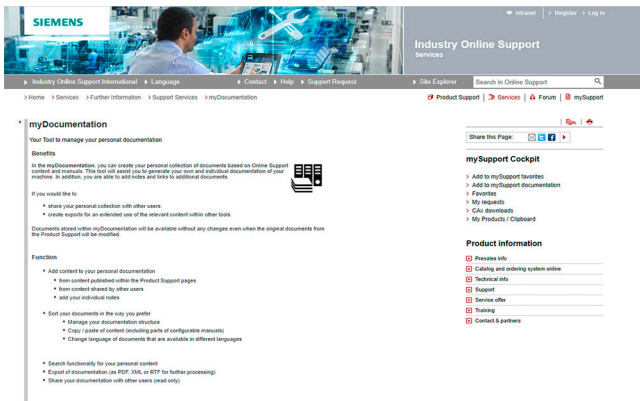 SIEMENS
Intranet | > Register > Log in
Industry Online Support
Services
Industry Online Support International Language Contact Help Support Request Site Explorer Search in Online Support
> Home > Services > Further Information > Support Services > myDocumentation Product Support | Services | Forum | mySupport
myDocumentation
Share this Page:
Your Tool to manage your personal documentation
Benefits
In the myDocumentation, you can create your personal collection of documents based on Online Support
content and manuals. This tool will assist you to generate your own and individual documentation of your
machine. In addition, you are able to add notes and links to additional documents.
If you would like to
• share your personal collection with other users
• create exports for an extended use of the relevant content within other tools
Documents stored within myDocumentation will be available without any changes even when the original documents from
the Product Support will be modified.
Function
• Add content to your personal documentation
• from content published within the Product Support pages
• from content shared by other users
• add your individual notes
• Sort your documents in the way you prefer
• Manage your documentation structure
• Copy / paste of content (including parts of configurable manuals)
• Change language of documents that are available in different languages
• Search functionality for your personal content
• Export of documentation (as PDF, XML or RTF for further processing)
• Share your documentation with other users (read only)
mySupport Cockpit
> Add to mySupport favorites
> Add to mySupport documentation
> Favorites
> My requests
> CAx downloads
> My Products / Clipboard
Product information
Presales info
Catalog and ordering system online
Technical info
Support
Service offer
Training
Contact & partners